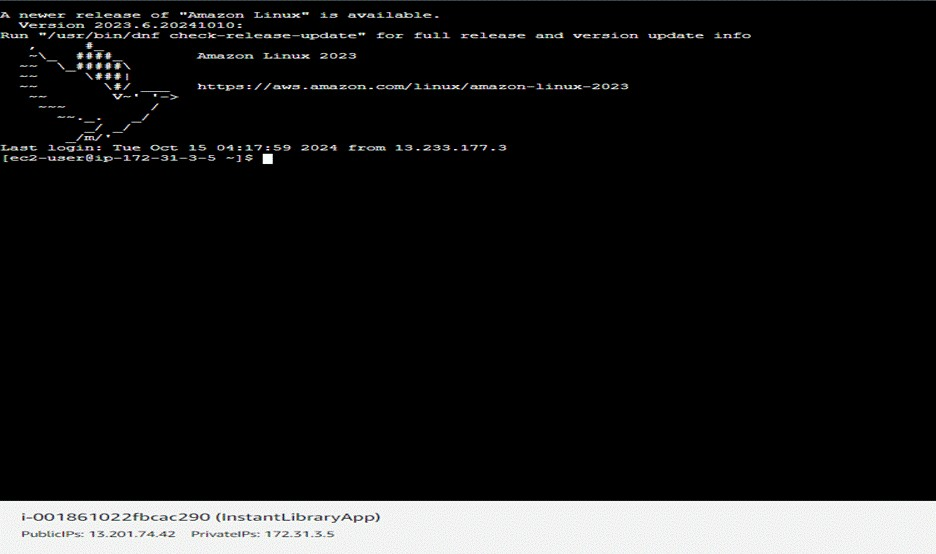 A newer release of "Amazon Linux" is available.
  Version 2023.6.20241010:
Run "/usr/bin/dnf check-release-update" for full release and version update info
   ,     #_
   ~\_  ####_        Amazon Linux 2023
  ~~  \_#####\
  ~~     \###|
  ~~       \#/ ___   https://aws.amazon.com/linux/amazon-linux-2023
   ~~       V~' '->
    ~~~         /
      ~~._.   _/
         _/ _/
       _/m/'
Last login: Tue Oct 15 04:17:59 2024 from 13.233.177.3
[ec2-user@ip-172-31-3-5 ~]$
i-001861022fbcac290 (InstantLibraryApp)
PublicIPs: 13.201.74.42 PrivateIPs: 172.31.3.5